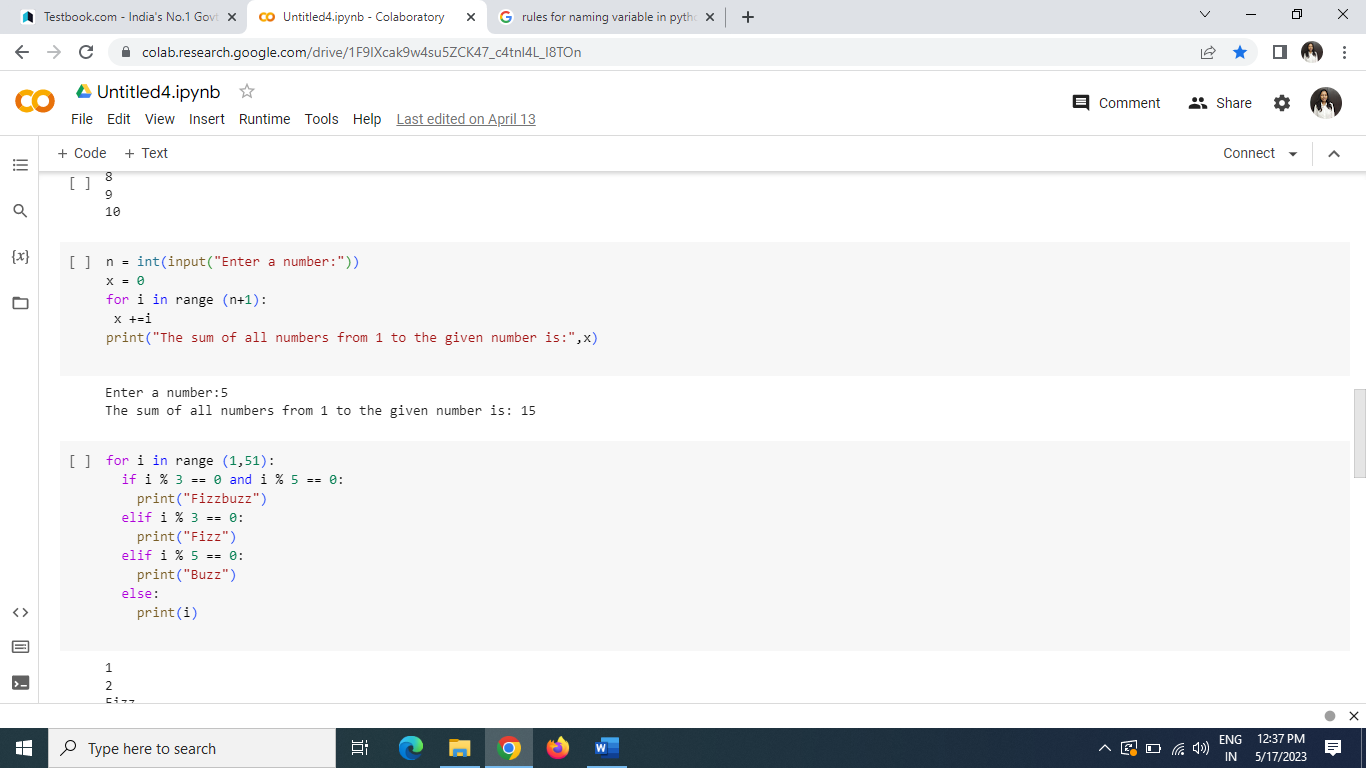 Testbook.com - India's No.1 Govt
Untitled4.ipynb - Colaboratory
rules for naming variable in pytho
colab.research.google.com/drive/1F9IXcak9w4su5ZCK47_c4tnl4L_I8TOn
Untitled4.ipynb
Comment
Share
File Edit View Insert Runtime Tools Help Last edited on April 13
+ Code + Text
Connect
[ ] 8
9
10
{x}
[ ] n = int(input("Enter a number:"))
x = 0
for i in range (n+1):
 x +=i
print("The sum of all numbers from 1 to the given number is:",x)
Enter a number:5
The sum of all numbers from 1 to the given number is: 15
[ ] for i in range (1,51):
  if i % 3 == 0 and i % 5 == 0:
    print("Fizzbuzz")
  elif i % 3 == 0:
    print("Fizz")
  elif i % 5 == 0:
    print("Buzz")
  else:
    print(i)
1
2
Fizz
Type here to search
ENG
IN
12:37 PM
5/17/2023